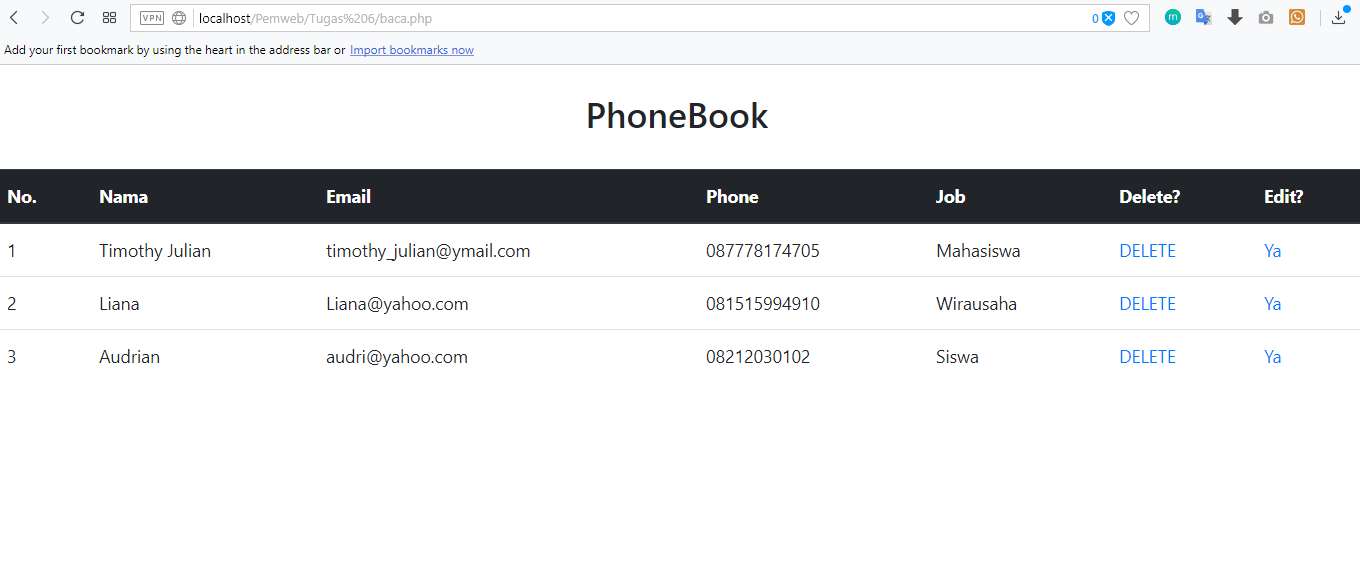 VPN localhost/Pemweb/Tugas%206/baca.php 0 m
Add your first bookmark by using the heart in the address bar or Import bookmarks now
PhoneBook
No. Nama Email Phone Job Delete? Edit?
1 Timothy Julian timothy_julian@ymail.com 087778174705 Mahasiswa DELETE Ya
2 Liana Liana@yahoo.com 081515994910 Wirausaha DELETE Ya
3 Audrian audri@yahoo.com 08212030102 Siswa DELETE Ya